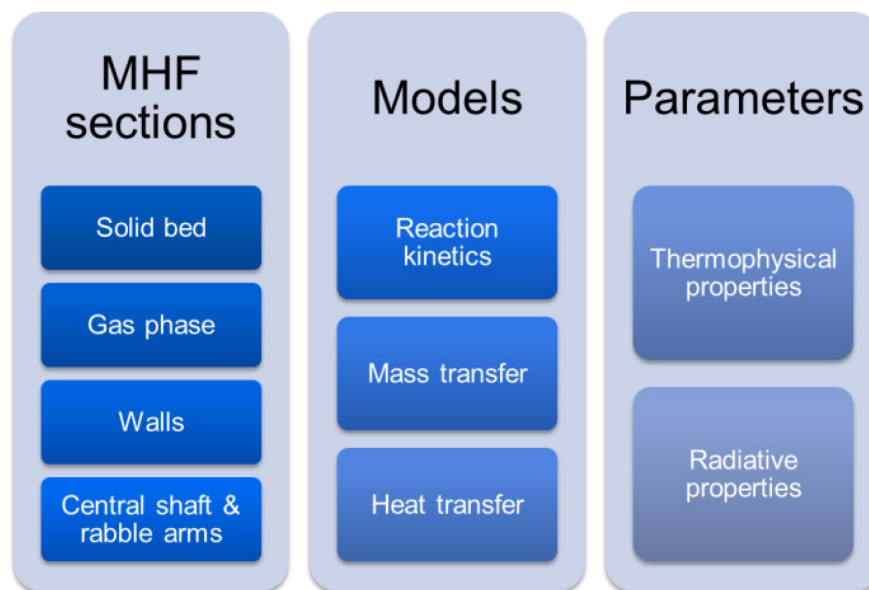 MHF
sections
Solid bed
Gas phase
Walls
Central shaft &
rabble arms
Models
Reaction
kinetics
Mass transfer
Heat transfer
Parameters
Thermophysical
properties
Radiative
properties